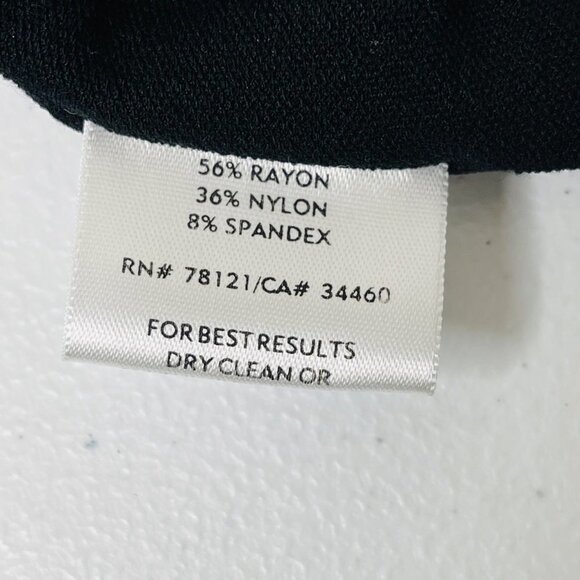 56% RAYON
36% NYLON
8% SPANDEX
RN# 78121/CA# 34460
FOR BEST RESULTS
DRY CLEAN OR